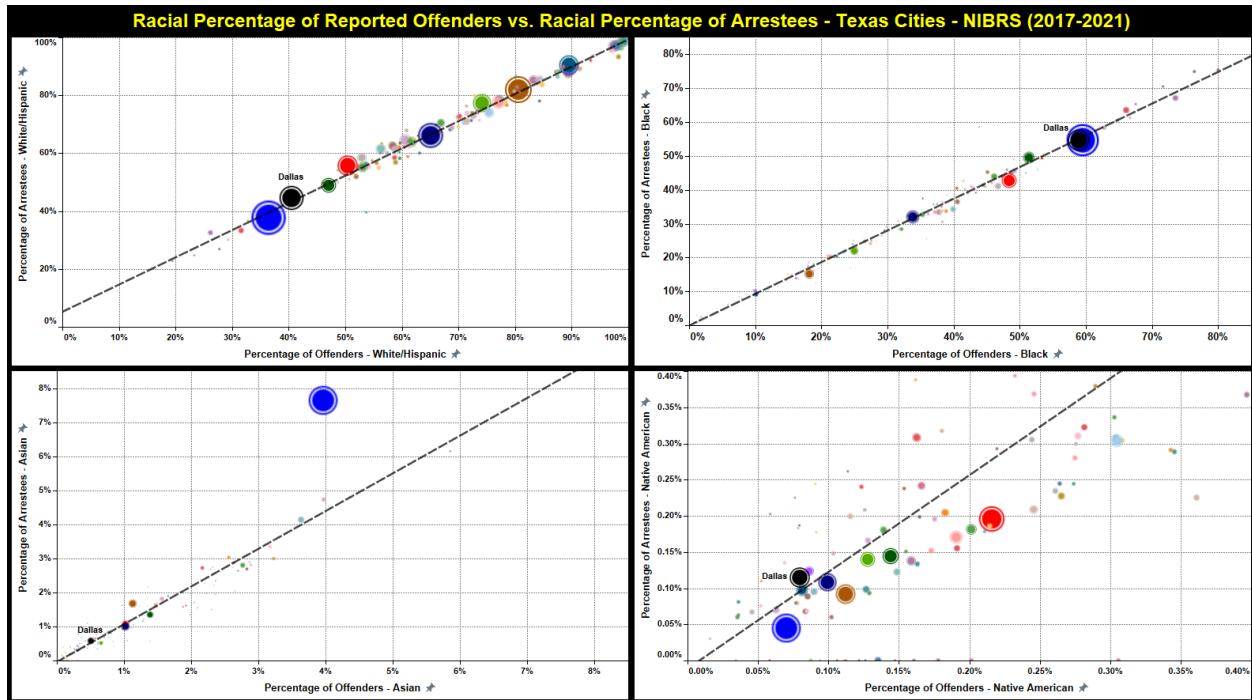 Racial Percentage of Reported Offenders vs. Racial Percentage of Arrestees - Texas Cities - NIBRS (2017-2021)
Percentage of Arrestees - White/Hispanic
100%
80%
60%
40%
20%
0%
Dallas
0% 10% 20% 30% 40% 50% 60% 70% 80% 90% 100%
Percentage of Offenders - White/Hispanic
Percentage of Arrestees - Black
80%
70%
60%
50%
40%
30%
20%
10%
0%
Dallas
0% 10% 20% 30% 40% 50% 60% 70% 80%
Percentage of Offenders - Black
Percentage of Arrestees - Asian
8%
7%
6%
5%
4%
3%
2%
1%
0%
Dallas
0% 1% 2% 3% 4% 5% 6% 7% 8%
Percentage of Offenders - Asian
Percentage of Arrestees - Native American
0.40%
0.35%
0.30%
0.25%
0.20%
0.15%
0.10%
0.05%
0.00%
Dallas
0.00% 0.05% 0.10% 0.15% 0.20% 0.25% 0.30% 0.35% 0.40%
Percentage of Offenders - Native American